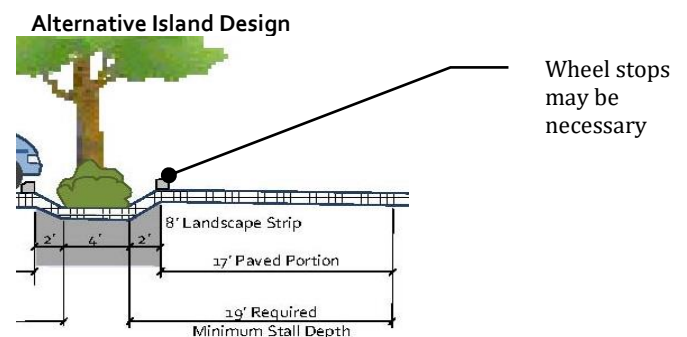 Alternative Island Design
Wheel stops
may be
necessary
8' Landscape Strip
2' 4' 2'
17' Paved Portion
19' Required
Minimum Stall Depth